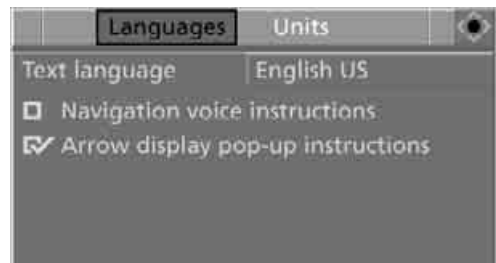 Languages Units
Text language English US
Navigation voice instructions
Arrow display pop-up instructions